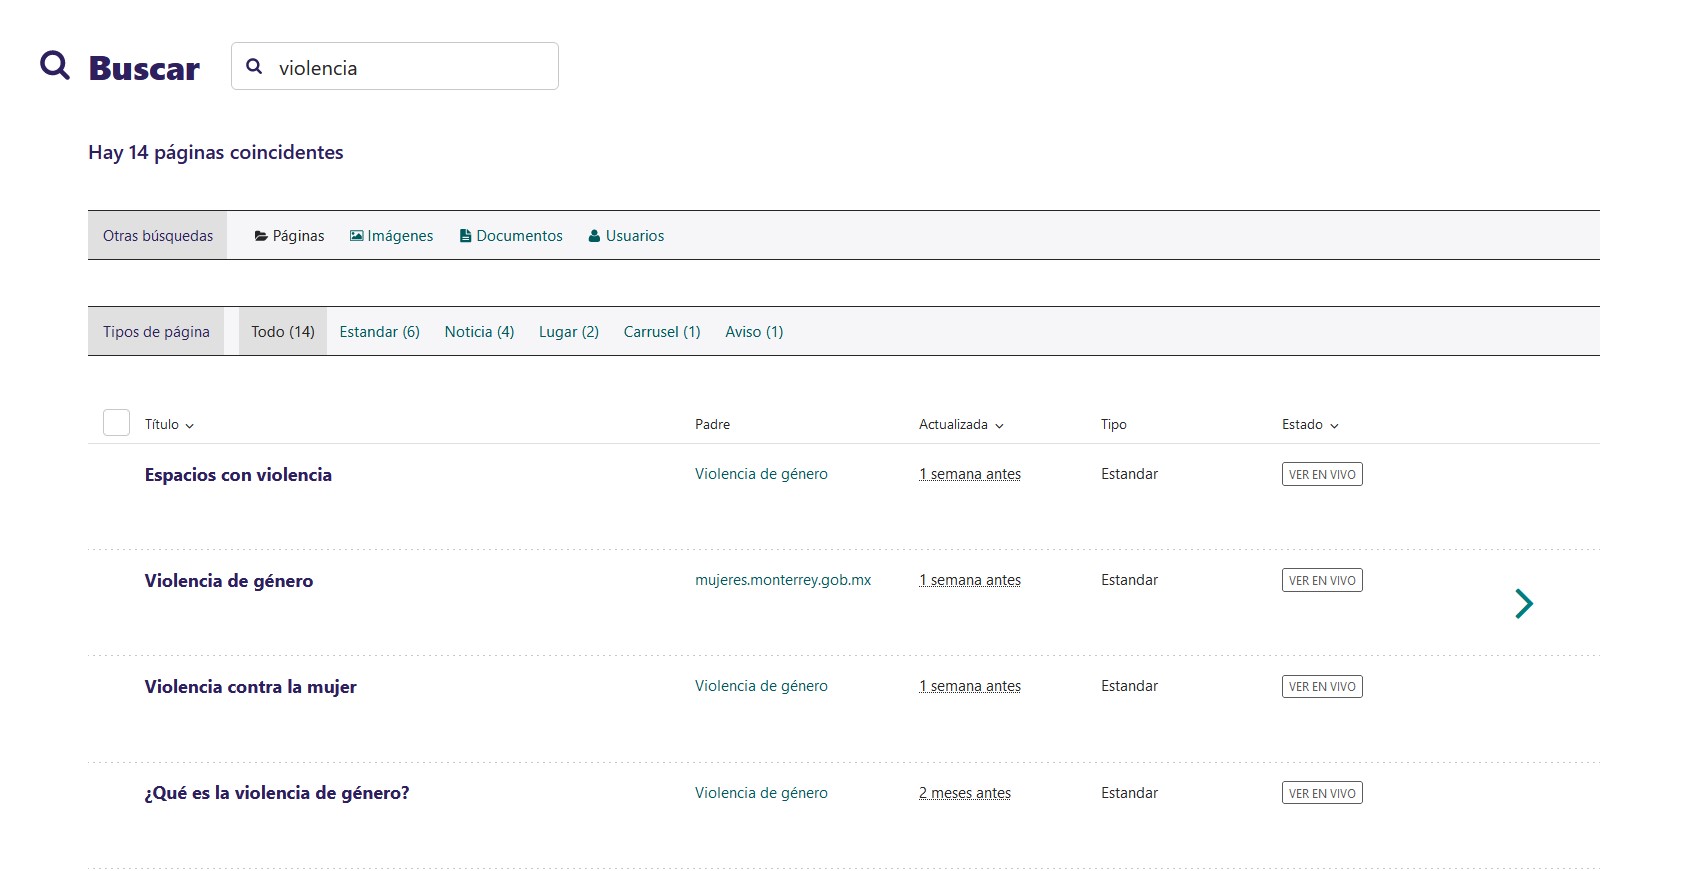 Buscar violencia
Hay 14 páginas coincidentes
Otras búsquedas Páginas Imágenes Documentos Usuarios
Tipos de página Todo (14) Estandar (6) Noticia (4) Lugar (2) Carrusel (1) Aviso (1)
Título Padre Actualizada Tipo Estado
Espacios con violencia Violencia de género 1 semana antes Estandar VER EN VIVO
Violencia de género mujeres.monterrey.gob.mx 1 semana antes Estandar VER EN VIVO
Violencia contra la mujer Violencia de género 1 semana antes Estandar VER EN VIVO
¿Qué es la violencia de género? Violencia de género 2 meses antes Estandar VER EN VIVO